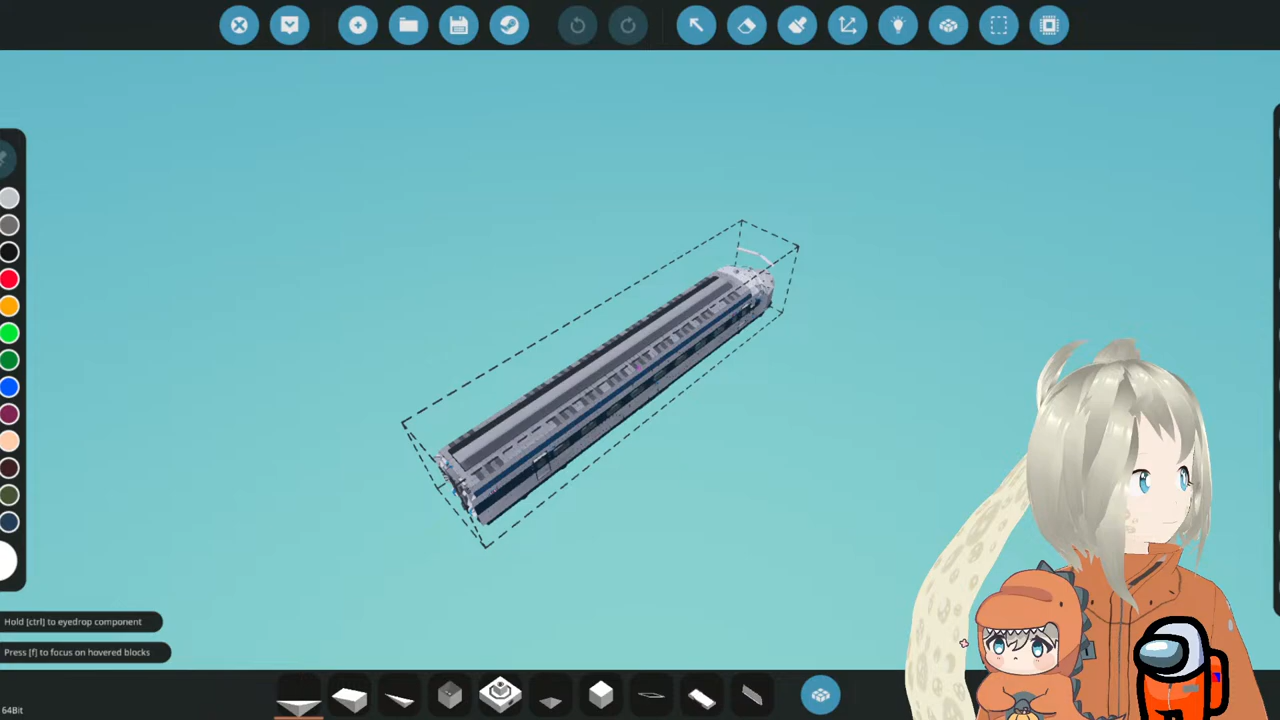 Hold [ctrl] to eyedrop component
Press [f] to focus on hovered blocks
64Bit